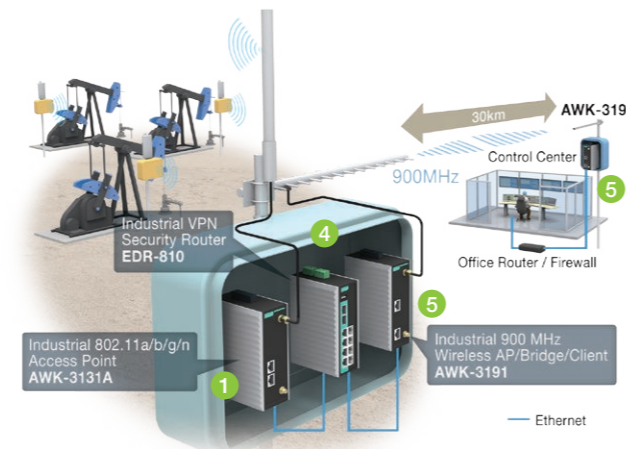 30km
AWK-319
Control Center
900MHz
5
Office Router / Firewall
Industrial VPN
Security Router
EDR-810
4
5
Industrial 802.11a/b/g/n
Access Point
AWK-3131A
1
Industrial 900 MHz
Wireless AP/Bridge/Client
AWK-3191
Ethernet